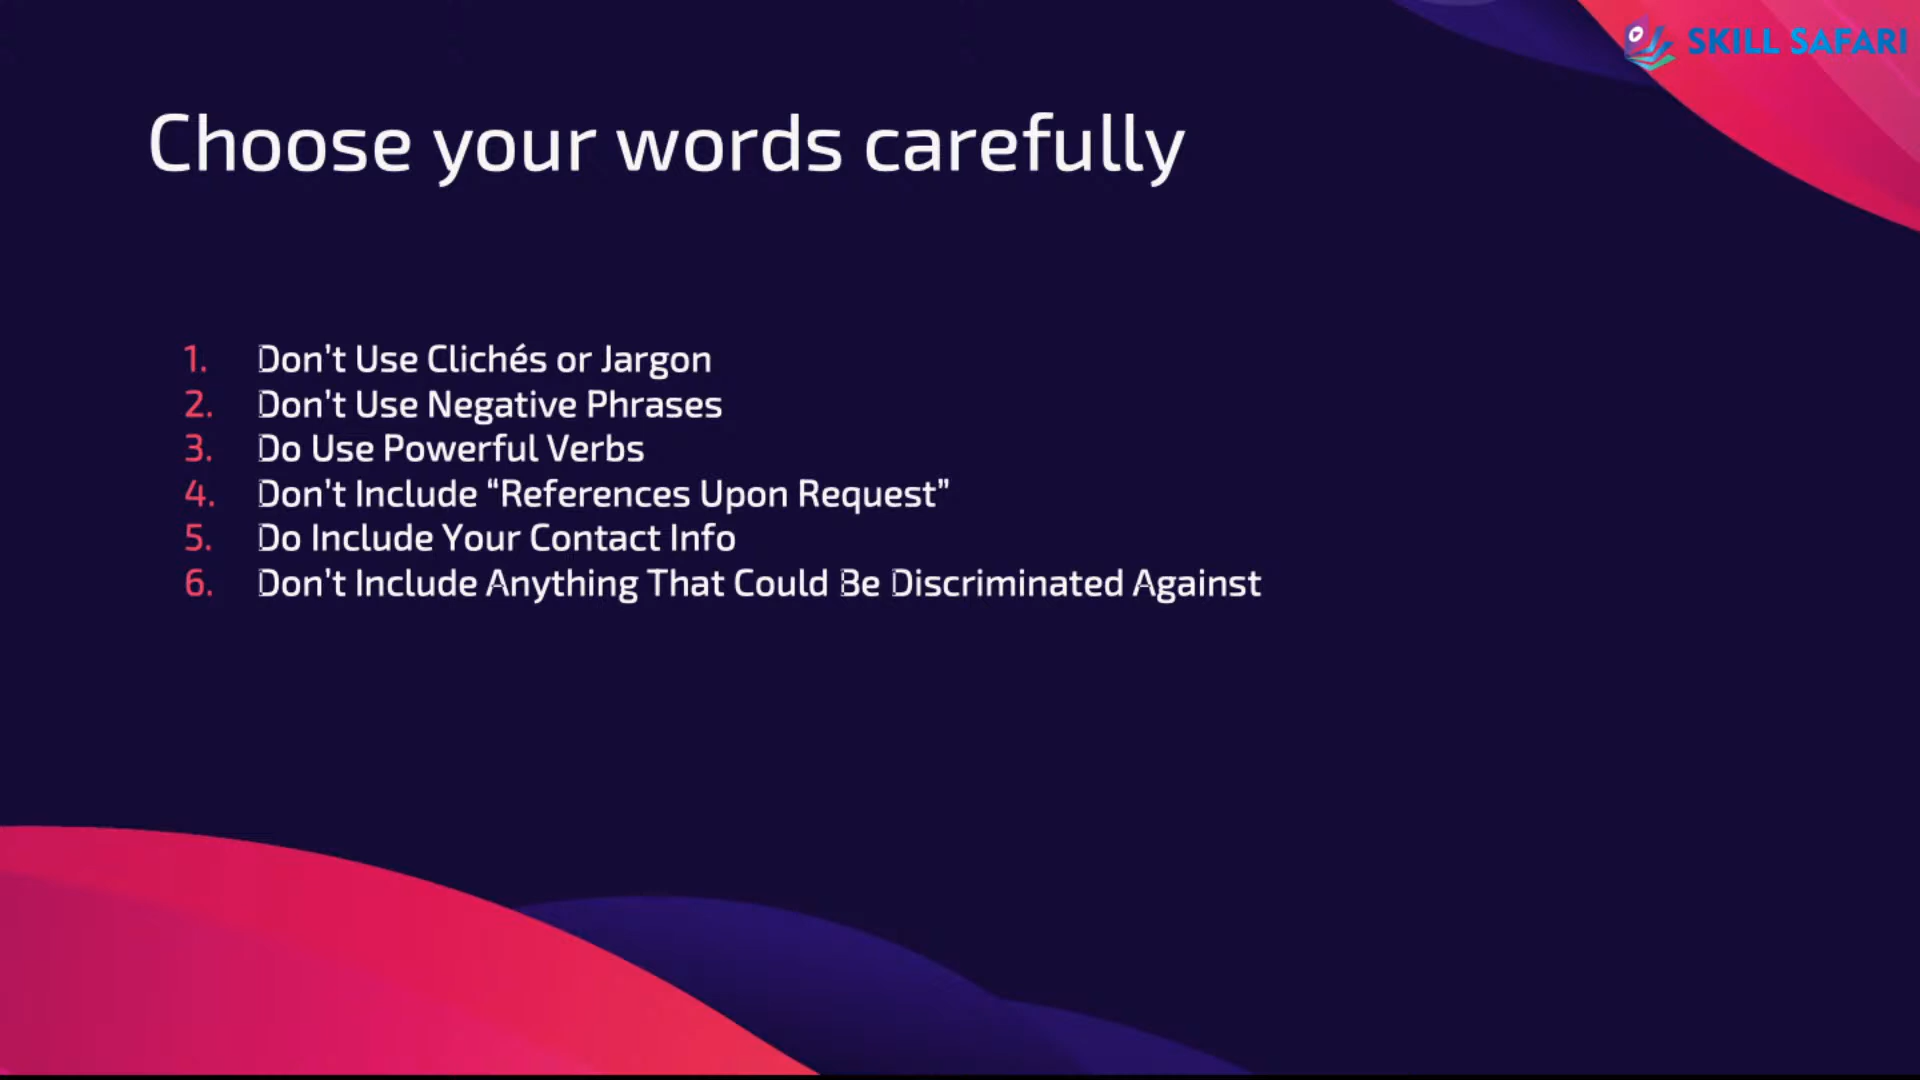 SKILL SAFARI
Choose your words carefully
1. Don’t Use Clichés or Jargon
2. Don’t Use Negative Phrases
3. Do Use Powerful Verbs
4. Don’t Include “References Upon Request”
5. Do Include Your Contact Info
6. Don’t Include Anything That Could Be Discriminated Against